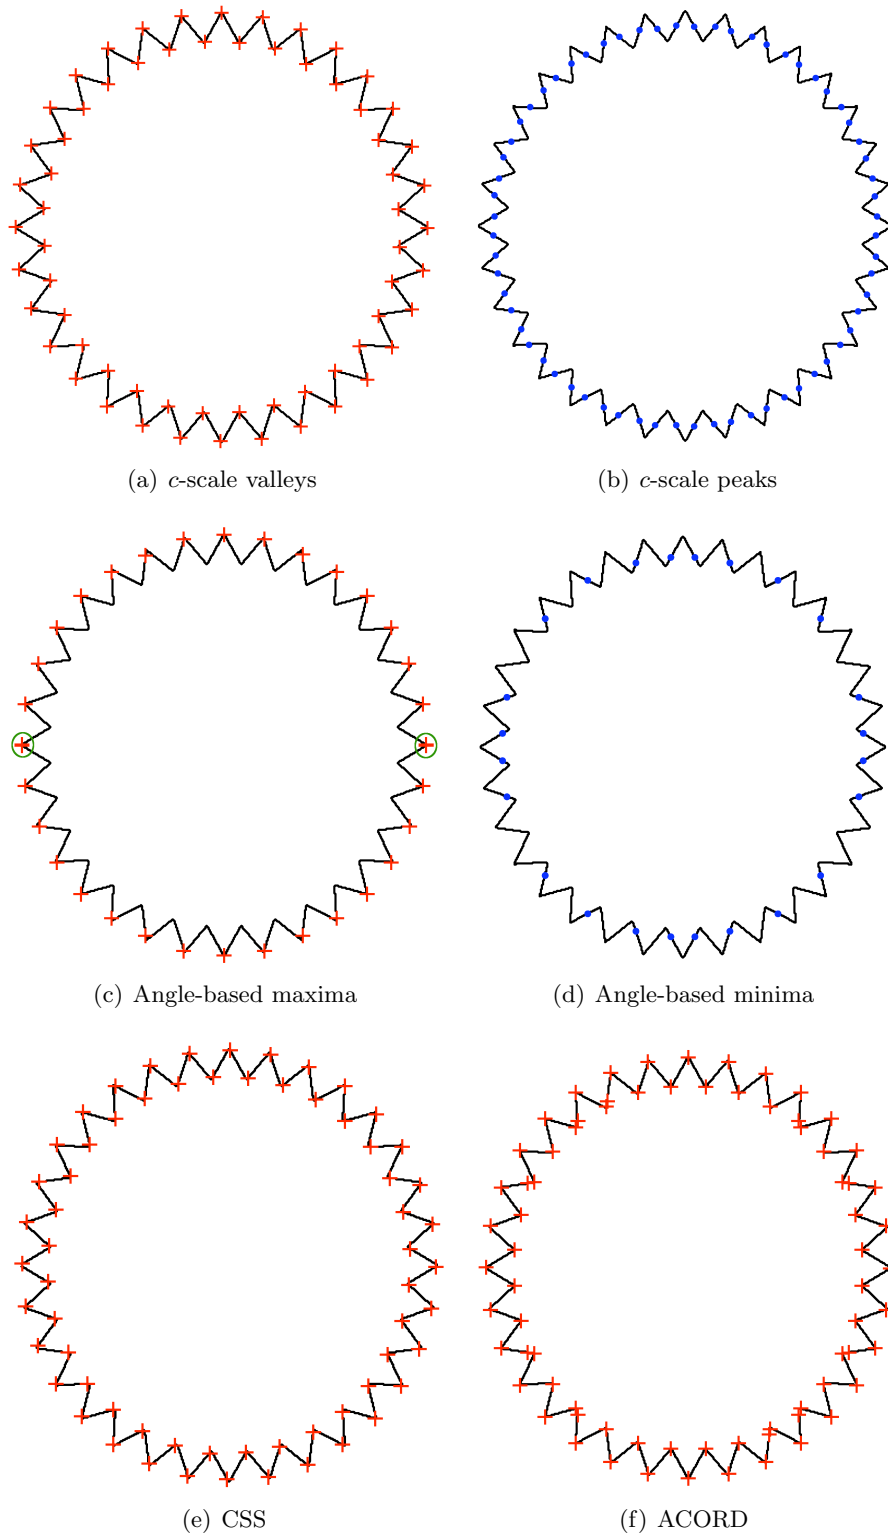 (a) c-scale valleys
(b) c-scale peaks
(c) Angle-based maxima
(d) Angle-based minima
(e) CSS
(f) ACORD